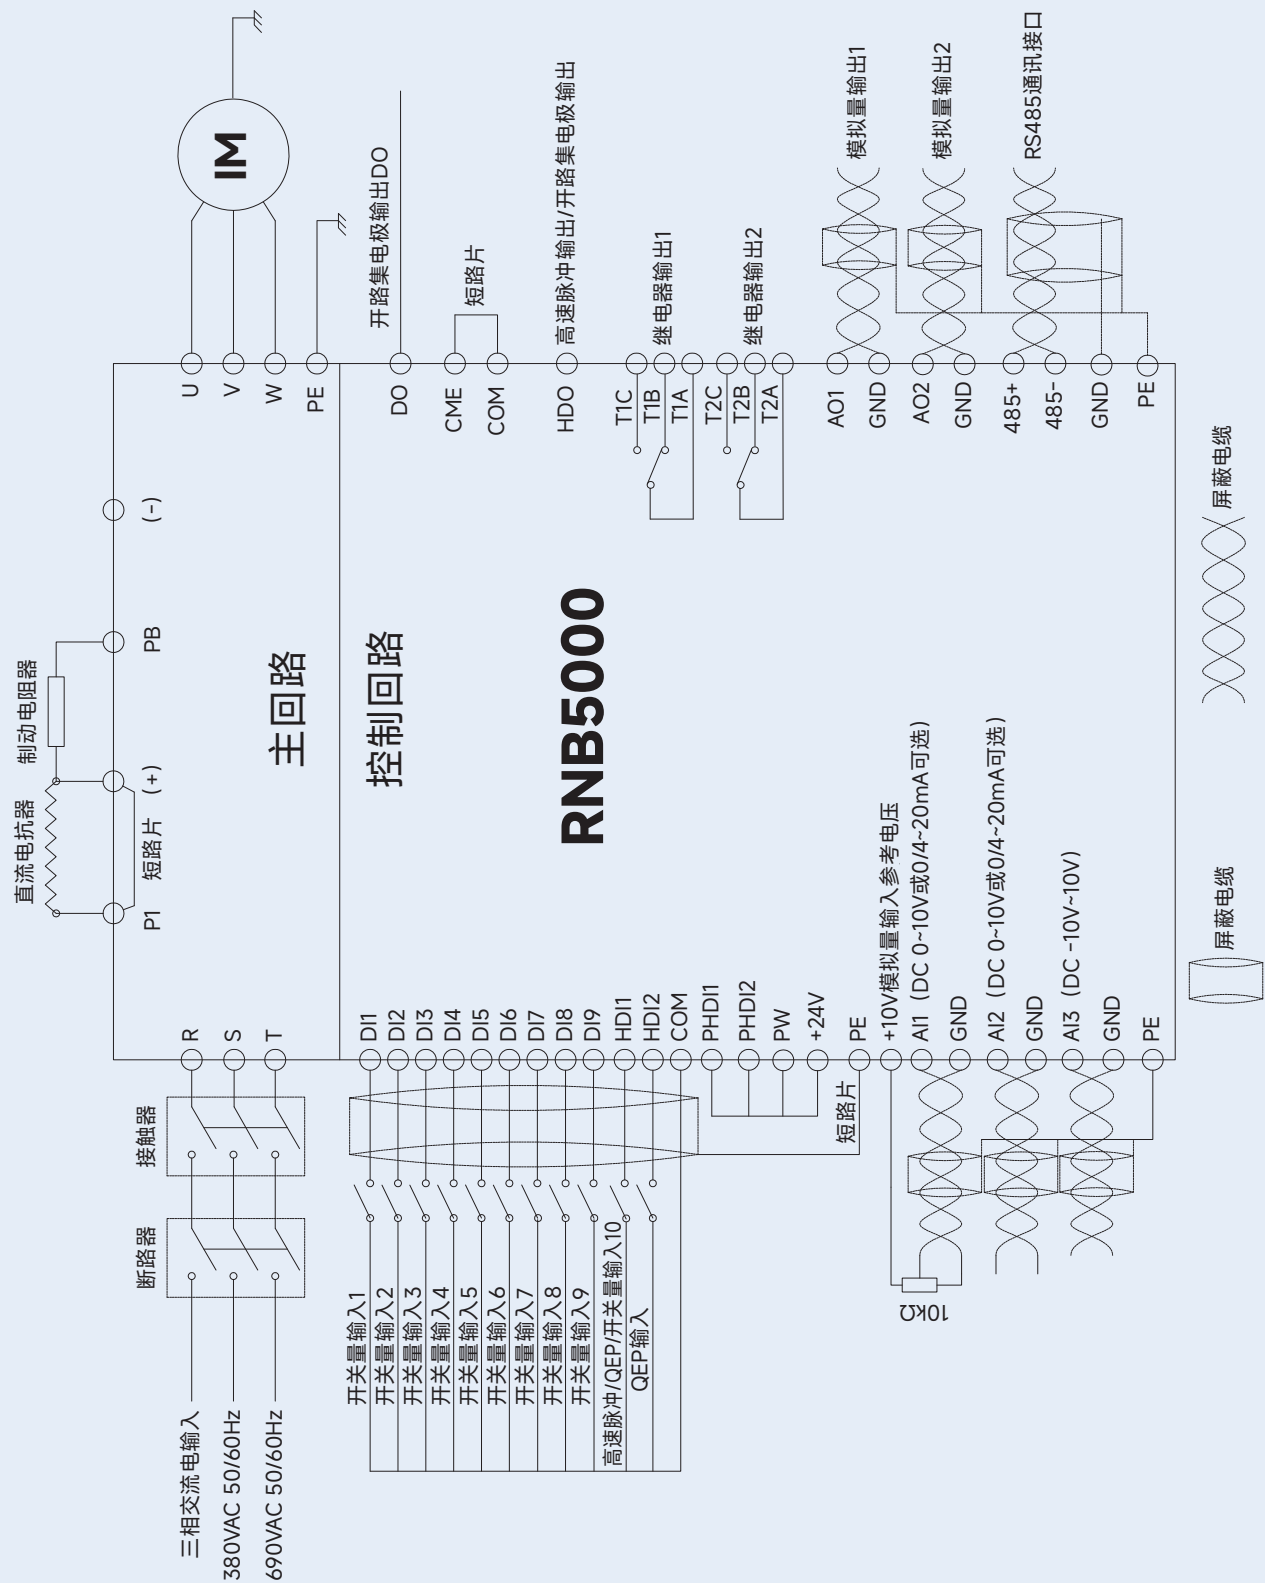 三相交流电输入
380VAC 50/60Hz
690VAC 50/60Hz
断路器
接触器
R
S
T
直流电抗器
制动电阻器
P1
短路片
(+)
PB
(-)
主回路
U
V
W
PE
IM
控制回路
RNB5000
开关量输入1
开关量输入2
开关量输入3
开关量输入4
开关量输入5
开关量输入6
开关量输入7
开关量输入8
开关量输入9
高速脉冲/QEP/开关量输入10
QEP输入
DI1
DI2
DI3
DI4
DI5
DI6
DI7
DI8
DI9
HDI1
HDI2
COM
PHDI1
PHDI2
PW
+24V
短路片
PE
+10V模拟量输入参考电压
AI1（DC 0~10V或0/4~20mA可选）
GND
AI2（DC 0~10V或0/4~20mA可选）
GND
AI3（DC -10V~10V）
GND
PE
10kΩ
DO
开路集电极输出DO
CME
COM
短路片
HDO
高速脉冲输出/开路集电极输出
T1C
T1B
T1A
继电器输出1
T2C
T2B
T2A
继电器输出2
AO1
GND
模拟量输出1
AO2
GND
模拟量输出2
485+
485-
RS485通讯接口
GND
PE
屏蔽电缆
屏蔽电缆